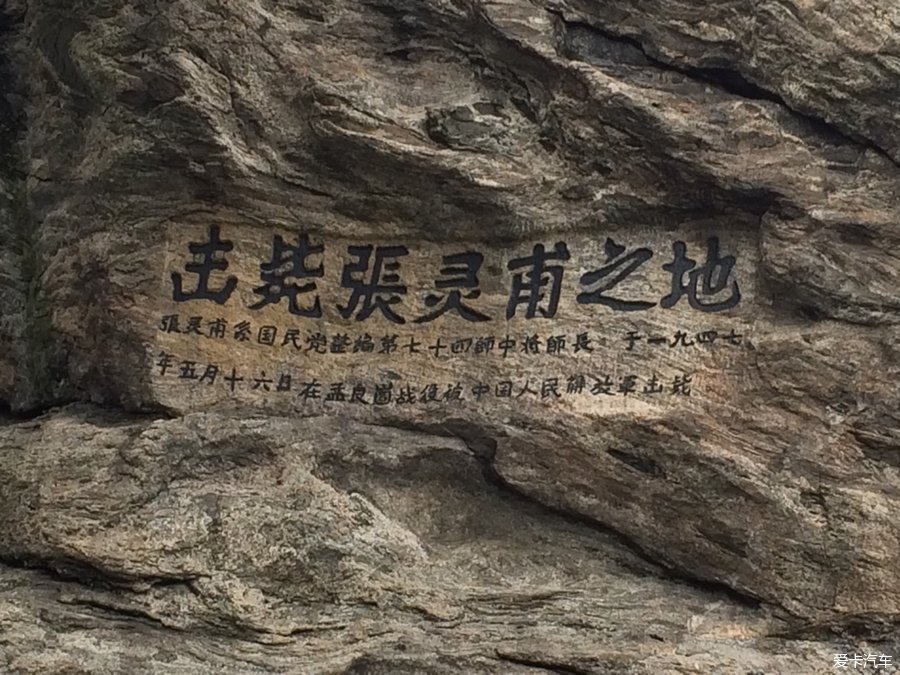 击毙張灵甫之地
張灵甫系国民党整编第七十四師中将師長 于一九四七
年五月十六日在孟良崮战役被中国人民解放軍击毙
爱卡汽车